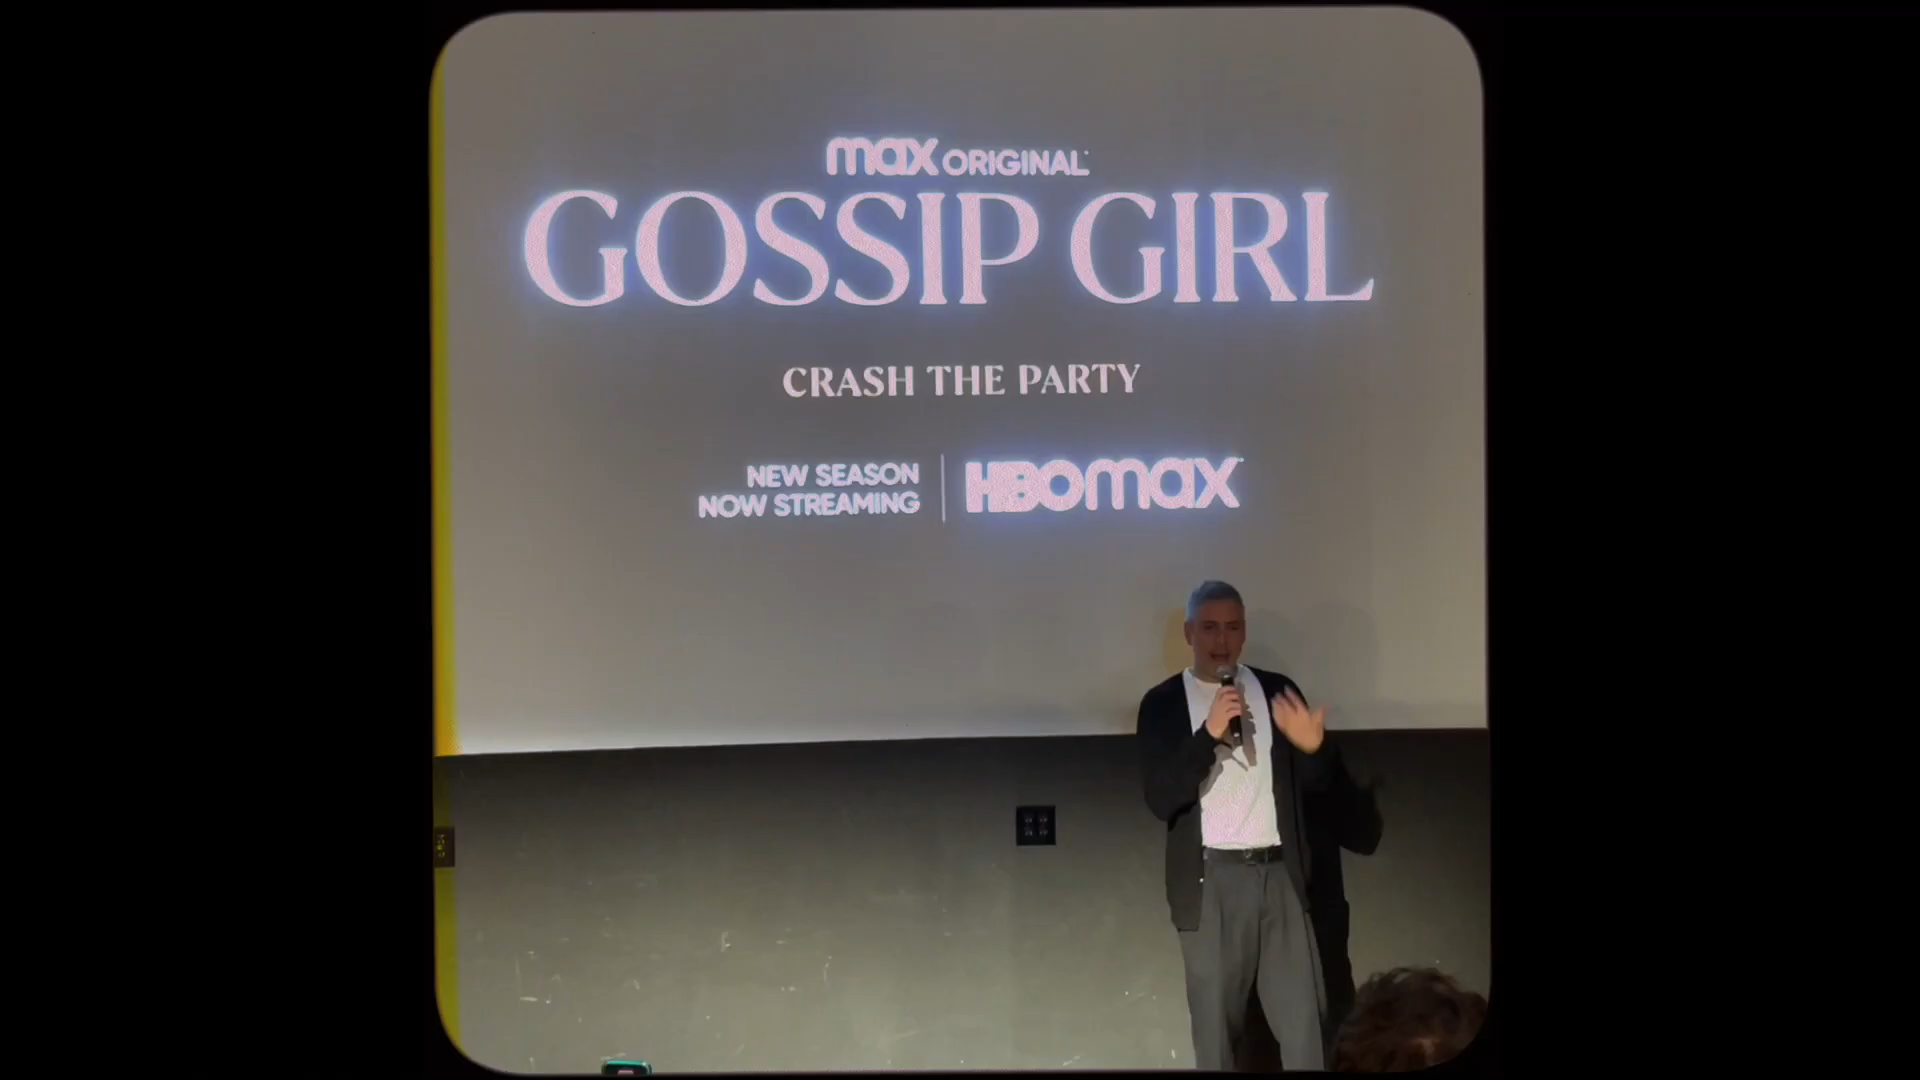 max ORIGINAL
GOSSIP GIRL
CRASH THE PARTY
NEW SEASON
NOW STREAMING
HBOmax